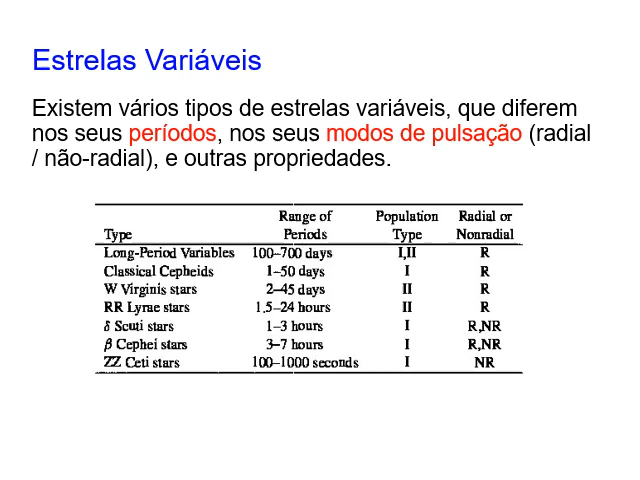 Estrelas Variáveis
Existem vários tipos de estrelas variáveis, que diferem
nos seus períodos, nos seus modos de pulsação (radial
/ não-radial), e outras propriedades.
Range of Population Radial or
Type Periods Type Nonradial
Long-Period Variables 100–700 days I,II R
Classical Cepheids 1–50 days I R
W Virginis stars 2–45 days II R
RR Lyrae stars 1.5–24 hours II R
δ Scuti stars 1–3 hours I R,NR
β Cephei stars 3–7 hours I R,NR
ZZ Ceti stars 100–1000 seconds I NR